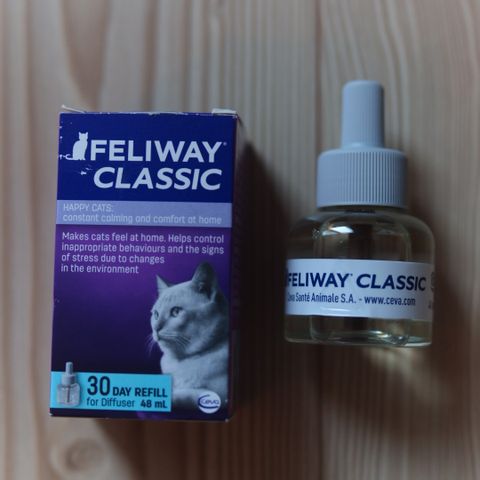 FELIWAY®
CLASSIC
HAPPY CATS:
constant calming and comfort at home
Makes cats feel at home. Helps control
inappropriate behaviours and the signs
of stress due to changes
in the environment
30 DAY REFILL
for Diffuser 48 mL
Ceva
FELIWAY® CLASSIC
Ceva Santé Animale S.A. - www.ceva.com